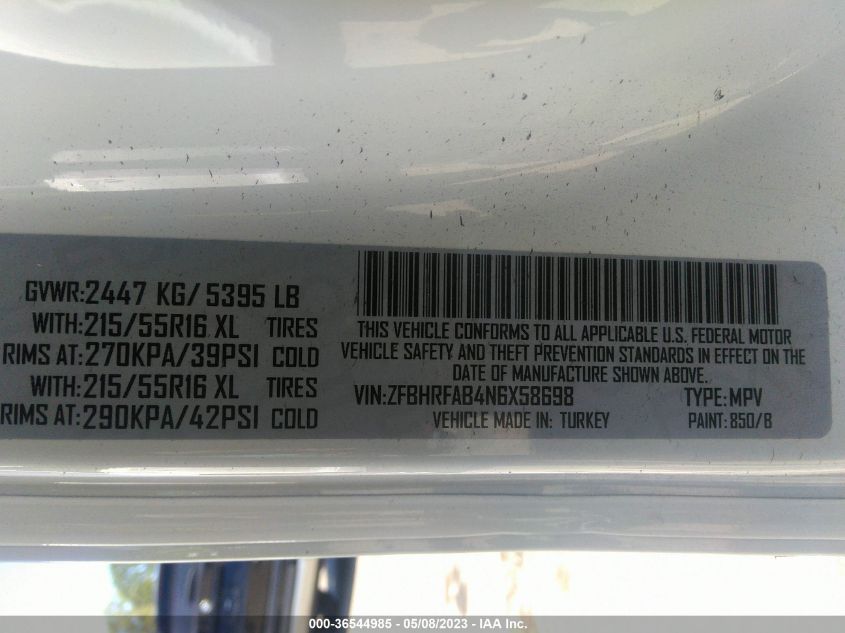 GVWR:2447 KG/ 5395 LB
WITH:215/55R16 XL TIRES
RIMS AT:270KPA/39PSI COLD
WITH:215/55R16 XL TIRES
RIMS AT:290KPA/42PSI COLD
THIS VEHICLE CONFORMS TO ALL APPLICABLE U.S. FEDERAL MOTOR
VEHICLE SAFETY AND THEFT PREVENTION STANDARDS IN EFFECT ON THE
DATE OF MANUFACTURE SHOWN ABOVE.
VIN:ZFBHRFAB4N6X58698 TYPE:MPV
VEHICLE MADE IN: TURKEY PAINT:850/B
000-36544985 - 05/08/2023 - IAA Inc.